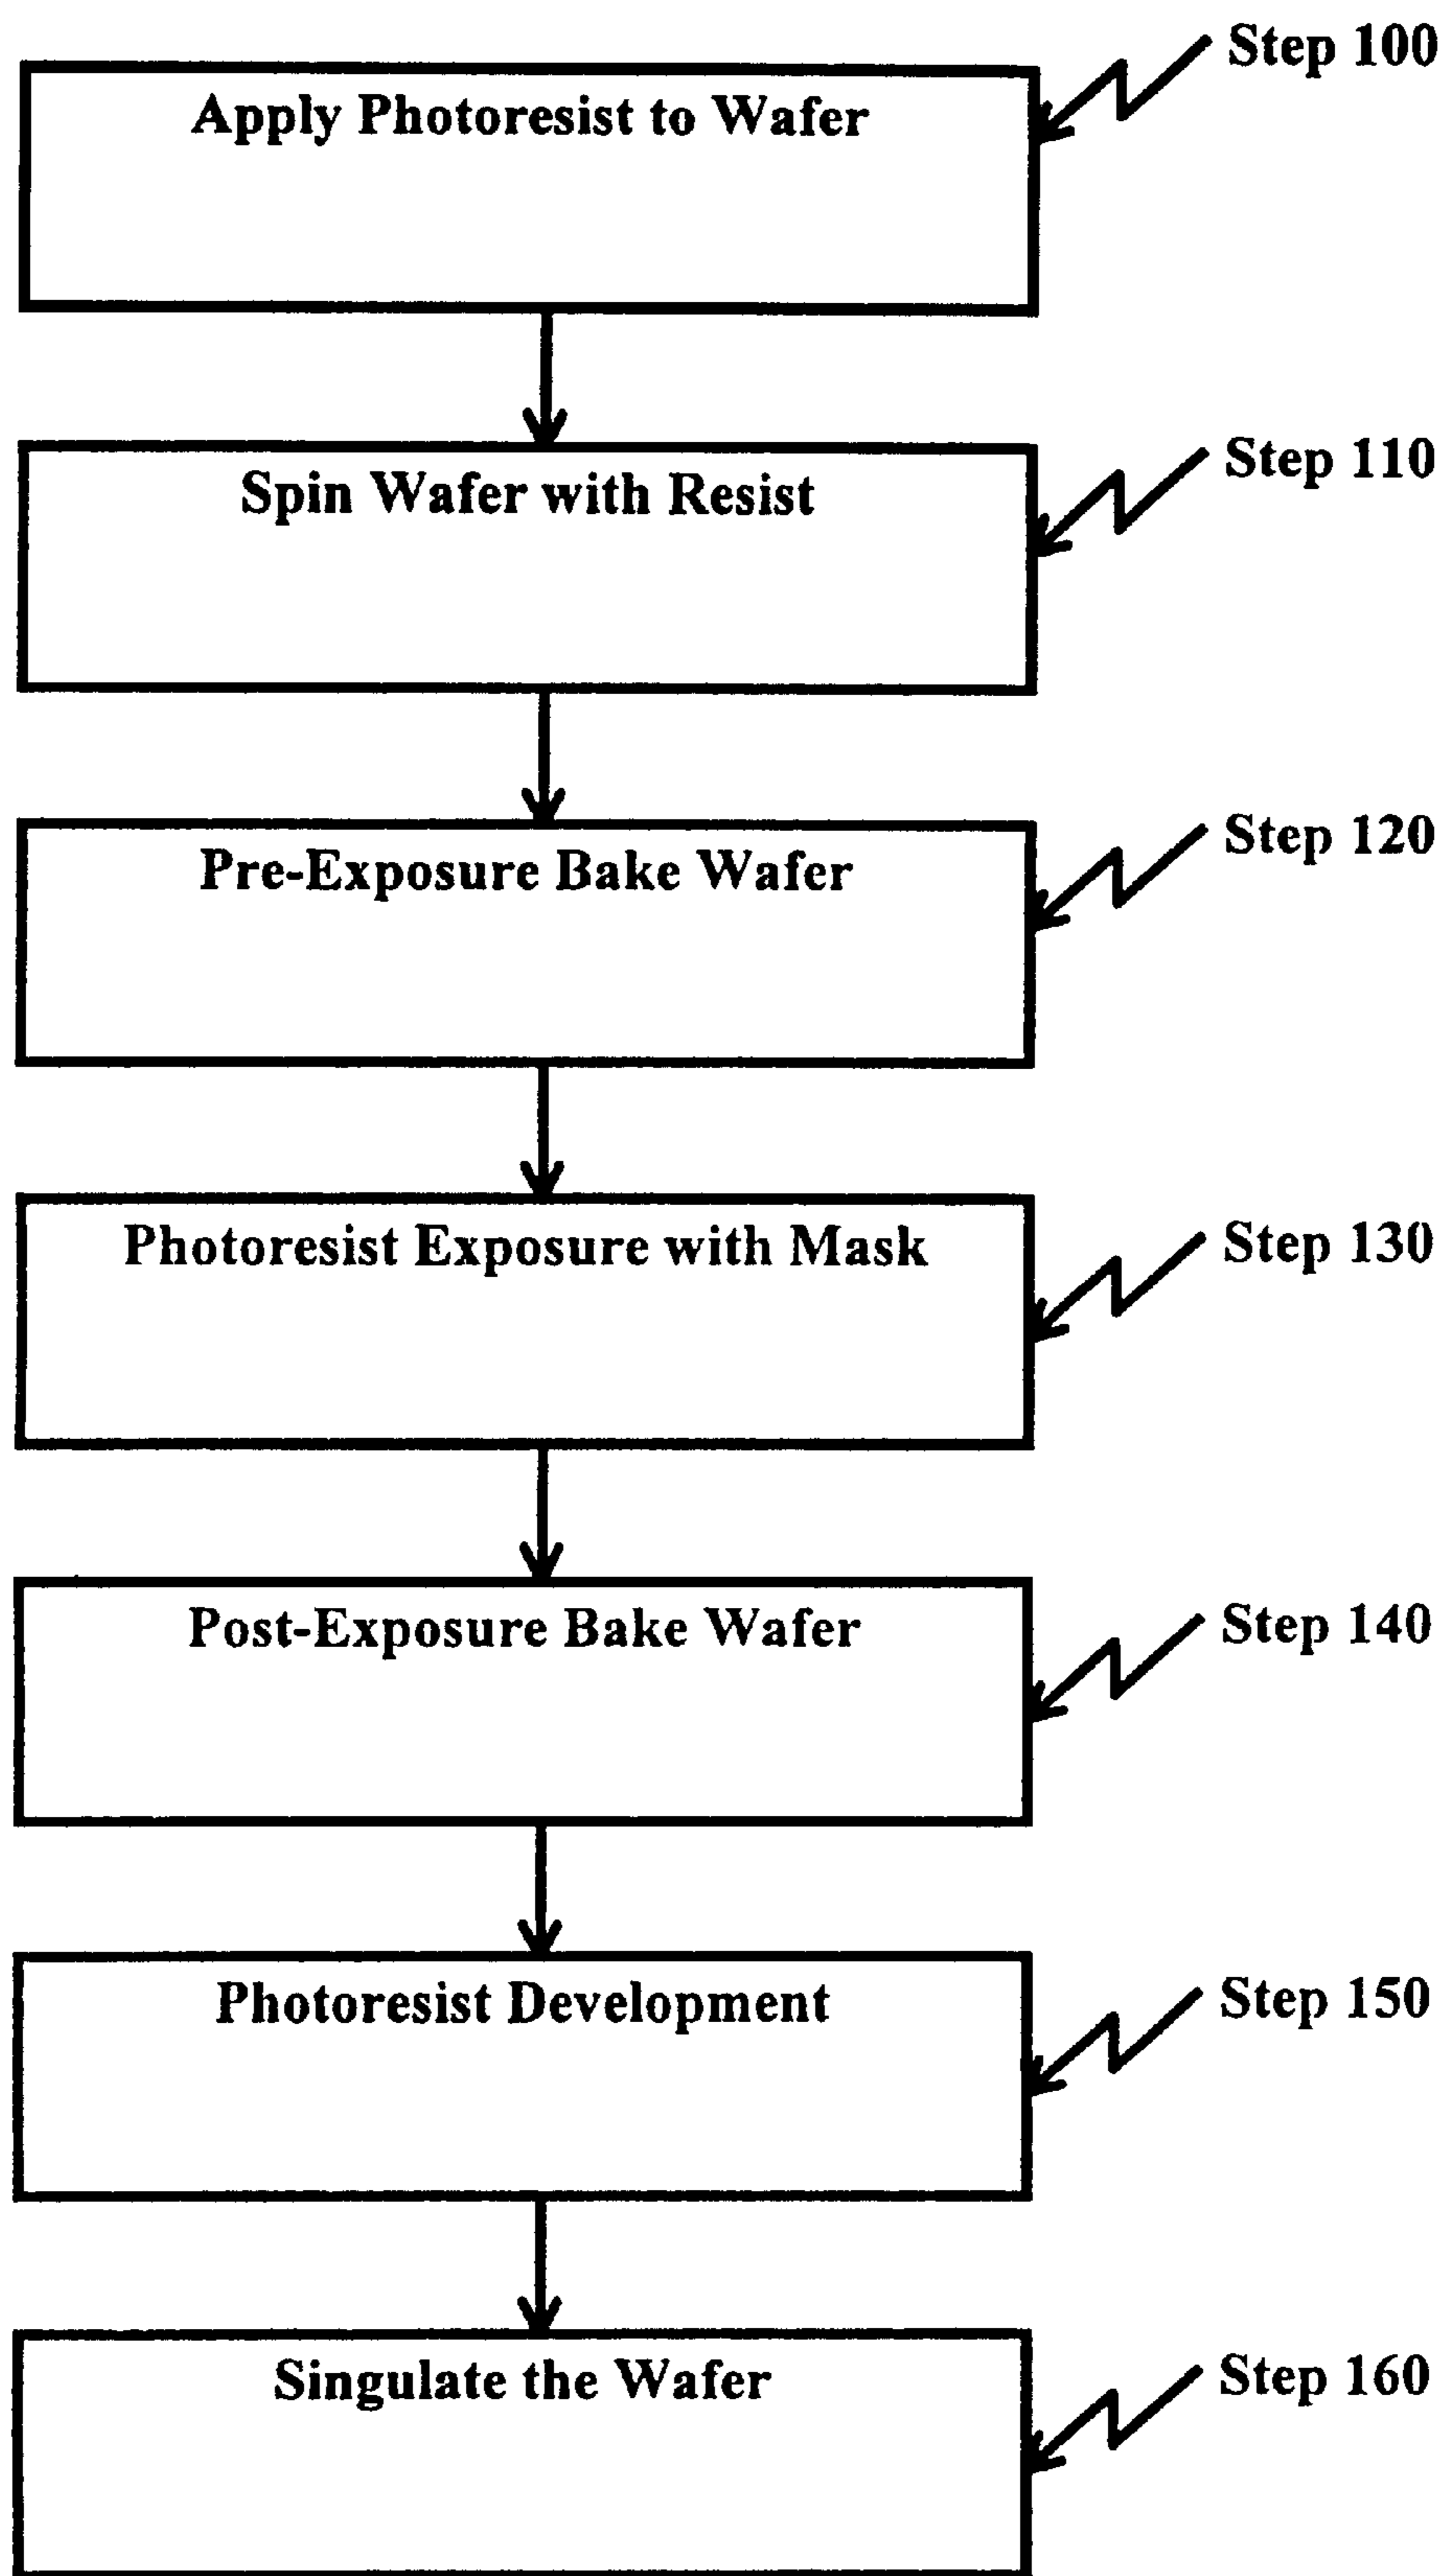 Step 100
Apply Photoresist to Wafer
Step 110
Spin Wafer with Resist
Step 120
Pre-Exposure Bake Wafer
Step 130
Photoresist Exposure with Mask
Step 140
Post-Exposure Bake Wafer
Step 150
Photoresist Development
Step 160
Singulate the Wafer